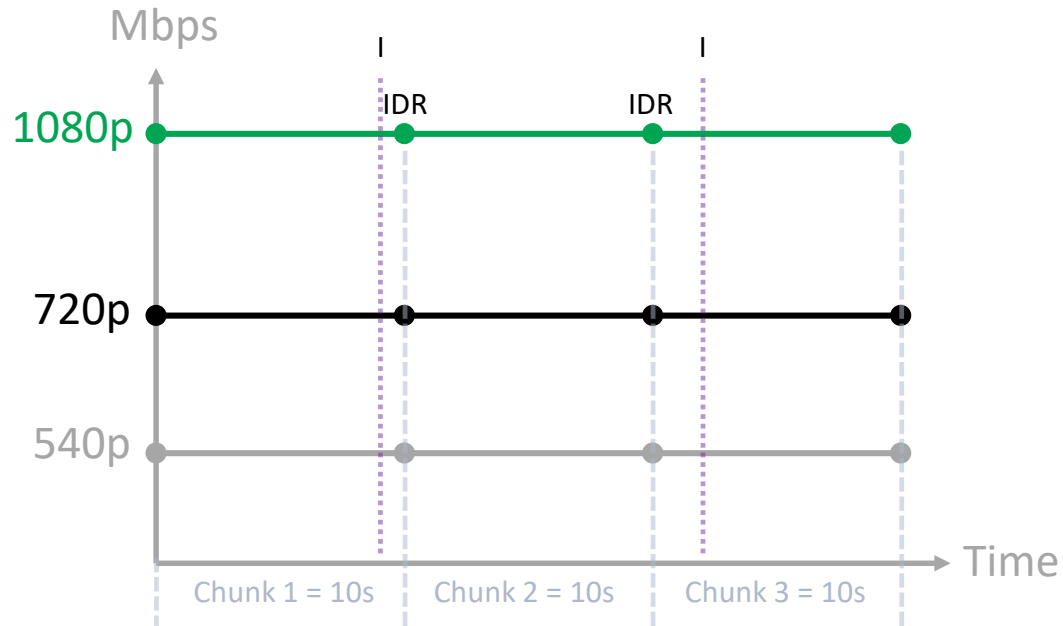 Mbps
I
I
IDR
IDR
1080p
720p
540p
Time
Chunk 1 = 10s
Chunk 2 = 10s
Chunk 3 = 10s